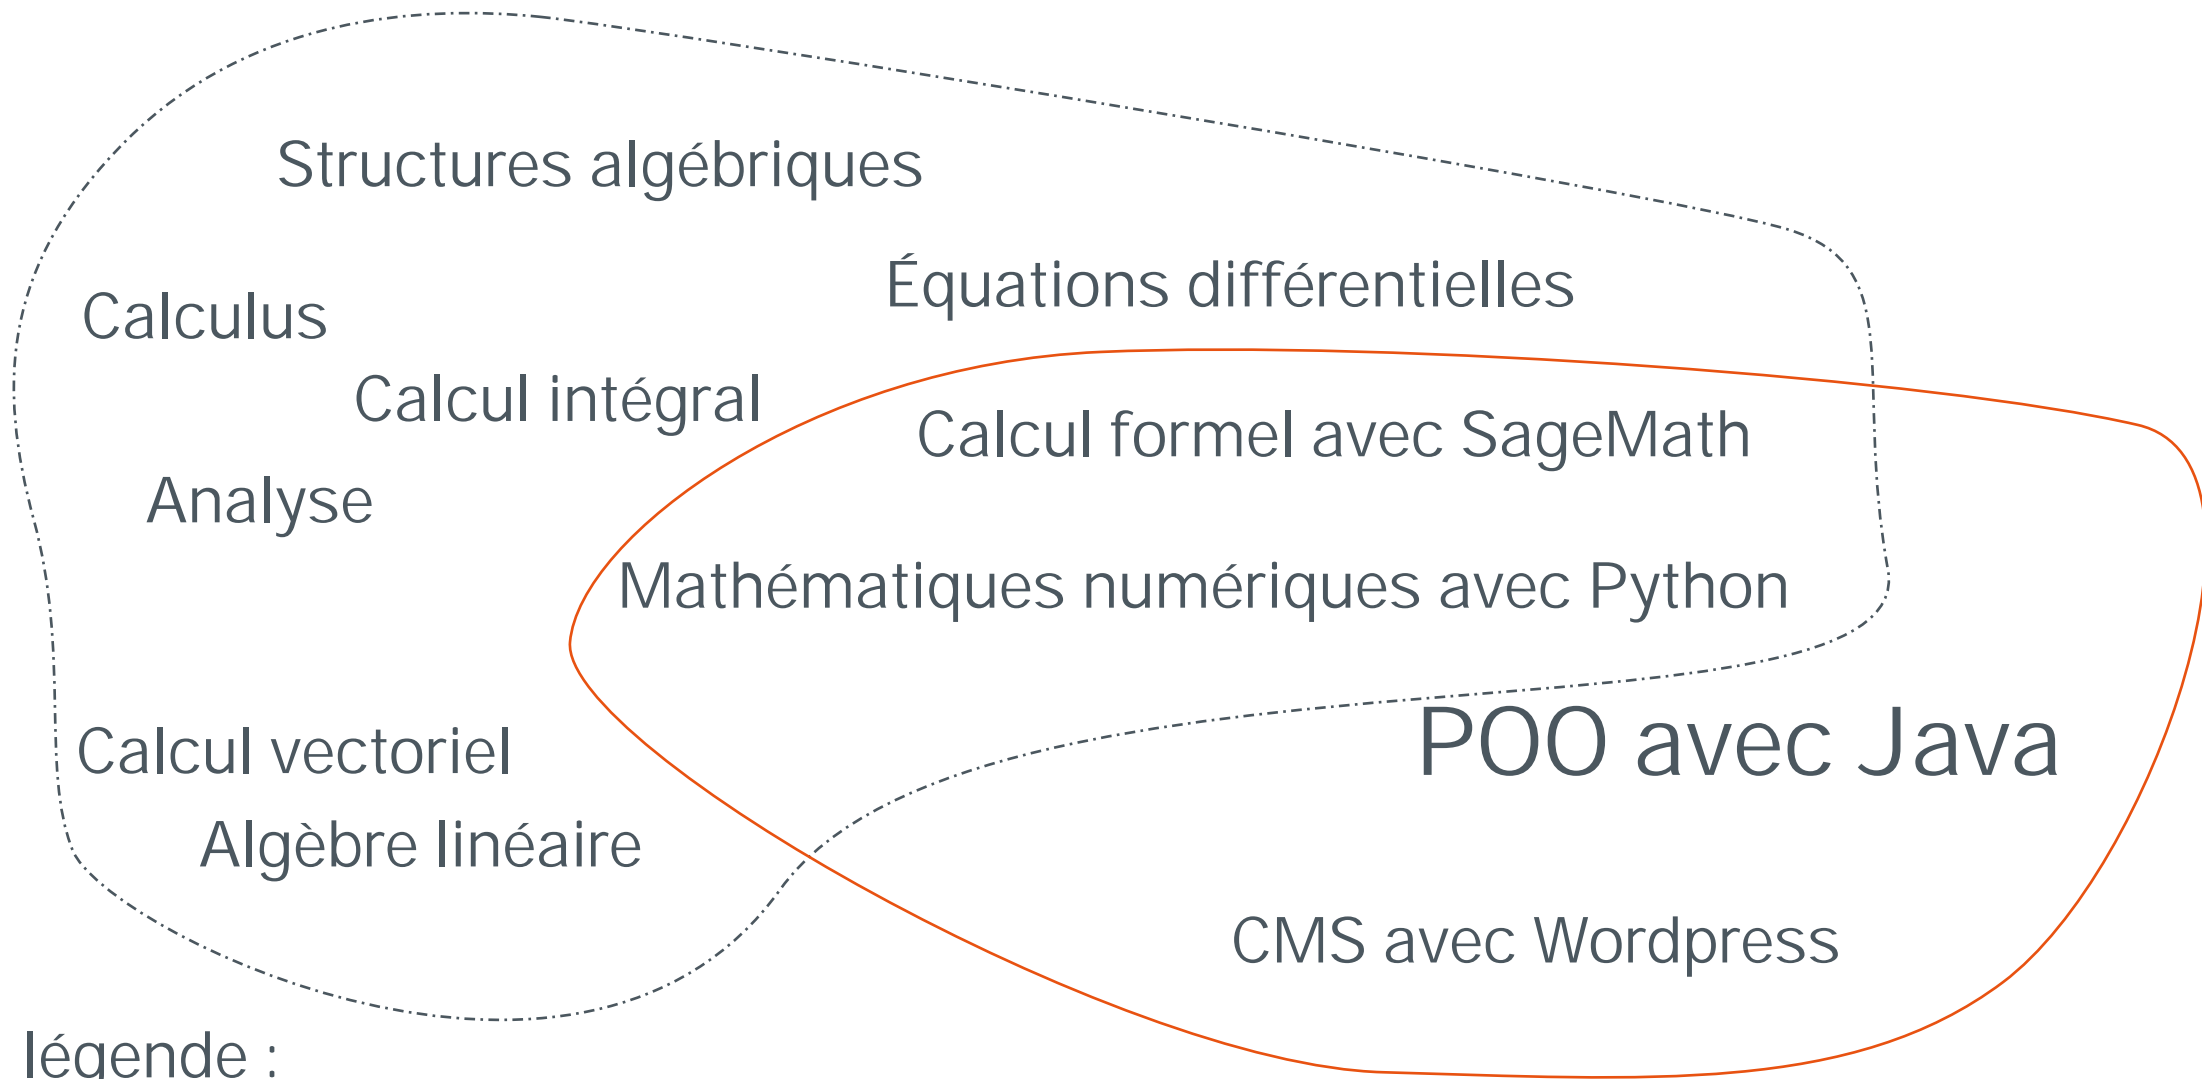 Structures algébriques
Équations différentielles
Calculus
Calcul intégral
Calcul formel avec SageMath
Analyse
Mathématiques numériques avec Python
Calcul vectoriel
POO avec Java
Algèbre linéaire
CMS avec Wordpress
légende :